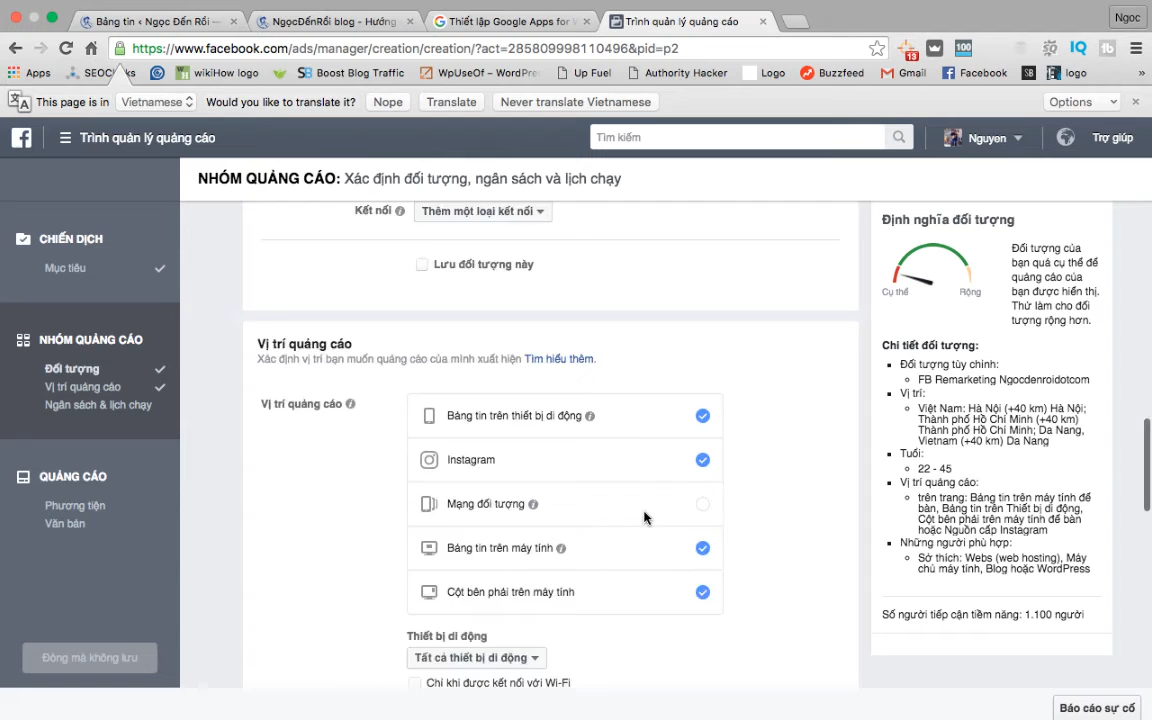 Bảng tin ‹ Ngọc Đến Rồi —
NgọcĐếnRồi blog - Hướng
Thiết lập Google Apps for W
Trình quản lý quảng cáo
Ngoc
https://www.facebook.com/ads/manager/creation/creation/?act=285809998110496&pid=p2
13
100
IQ
Apps
SEOCh ks
wikiHow logo
SB Boost Blog Traffic
WpUseOf – WordPre
Up Fuel
Authority Hacker
Logo
Buzzfeed
Gmail
Facebook
SB
logo
»
This page is in
Vietnamese
Would you like to translate it?
Nope
Translate
Never translate Vietnamese
Options
Trình quản lý quảng cáo
Tìm kiếm
Nguyen
Trợ giúp
NHÓM QUẢNG CÁO: Xác định đối tượng, ngân sách và lịch chạy
CHIẾN DỊCH
Mục tiêu
NHÓM QUẢNG CÁO
Đối tượng
Vị trí quảng cáo
Ngân sách & lịch chạy
QUẢNG CÁO
Phương tiện
Văn bản
Đóng mà không lưu
Kết nối
Thêm một loại kết nối
Lưu đối tượng này
Vị trí quảng cáo
Xác định vị trí bạn muốn quảng cáo của mình xuất hiện Tìm hiểu thêm.
Vị trí quảng cáo
Bảng tin trên thiết bị di động
Instagram
Mạng đối tượng
Bảng tin trên máy tính
Cột bên phải trên máy tính
Thiết bị di động
Tất cả thiết bị di động
Chỉ khi được kết nối với Wi-Fi
Định nghĩa đối tượng
Cụ thể
Rộng
Đối tượng của
bạn quá cụ thể để
quảng cáo của
bạn được hiển thị.
Thử làm cho đối
tượng rộng hơn.
Chi tiết đối tượng:
Đối tượng tùy chỉnh:
FB Remarketing Ngocdenroidotcom
Vị trí:
Việt Nam: Hà Nội (+40 km) Hà Nội;
Thành phố Hồ Chí Minh (+40 km)
Thành phố Hồ Chí Minh; Da Nang,
Vietnam (+40 km) Da Nang
Tuổi:
22 - 45
Vị trí quảng cáo:
trên trang: Bảng tin trên máy tính để
bàn, Bảng tin trên Thiết bị di động,
Cột bên phải trên máy tính để bàn
hoặc Nguồn cấp Instagram
Những người phù hợp:
Sở thích: Webs (web hosting), Máy
chủ máy tính, Blog hoặc WordPress
Số người tiếp cận tiềm năng: 1.100 người
Báo cáo sự cố